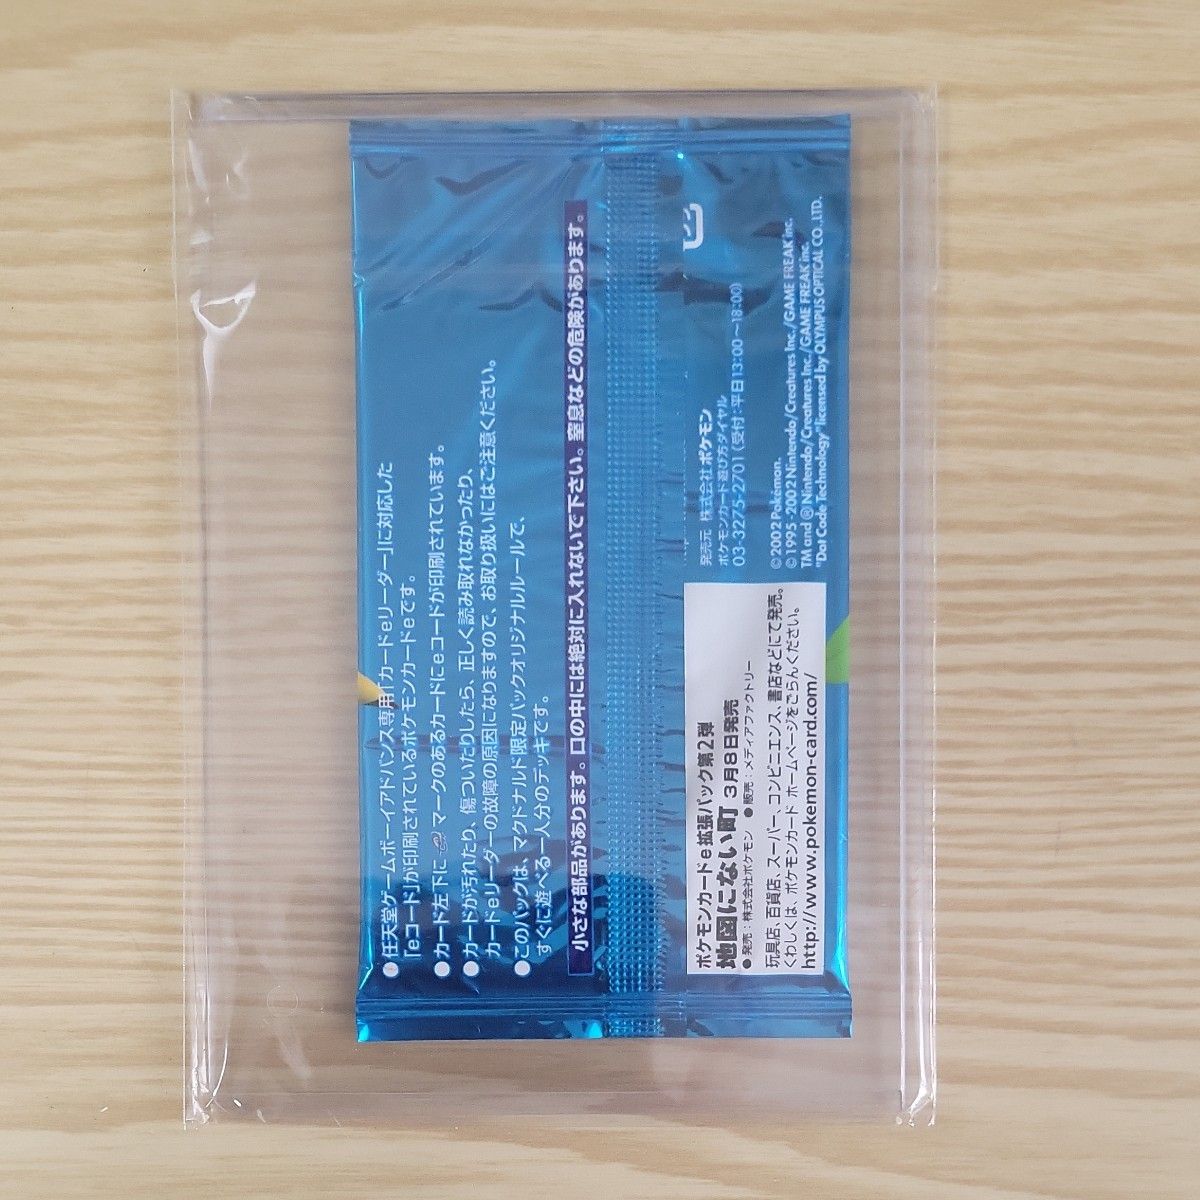 ●任天堂ゲームボーイアドバンス専用「カードeリーダー」に対応した
「eコード」が印刷されているポケモンカードeです。
●カード左下に e マークのあるカードにeコードが印刷されています。
●カードが汚れたり、傷ついたりしたら、正しく読み取れなかったり、
カードeリーダーの故障の原因になりますので、お取り扱いにはご注意ください。
●このパックは、マクドナルド限定パックオリジナルルールで、
すぐに遊べる一人分のデッキです。
小さな部品があります。口の中には絶対に入れないで下さい。窒息などの危険があります。
ポケモンカードe拡張パック第2弾
地図にない町 3月8日発売
●発売：株式会社ポケモン ●販売：メディアファクトリー
玩具店、百貨店、スーパー、コンビニエンス、書店などにて発売。
くわしくは、ポケモンカード ホームページをごらんください。
http://www.pokemon-card.com/
発売元 株式会社ポケモン
ポケモンカード遊び方ダイヤル
03-3275-2701（受付：平日13:00～18:00）
©2002 Pokémon.
©1995-2002 Nintendo/Creatures Inc./GAME FREAK inc.
TM and ® Nintendo/Creatures Inc./GAME FREAK inc.
"Dot Code Technology" licensed by OLYMPUS OPTICAL CO.,LTD.